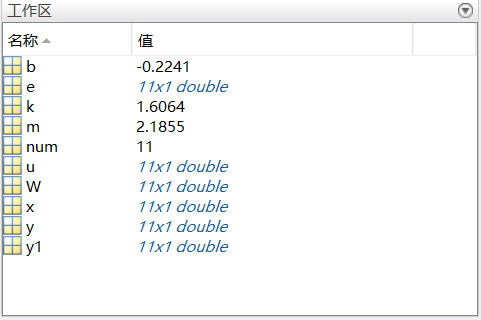 工作区
名称 值
b -0.2241
e 11x1 double
k 1.6064
m 2.1855
num 11
u 11x1 double
W 11x1 double
x 11x1 double
y 11x1 double
y1 11x1 double